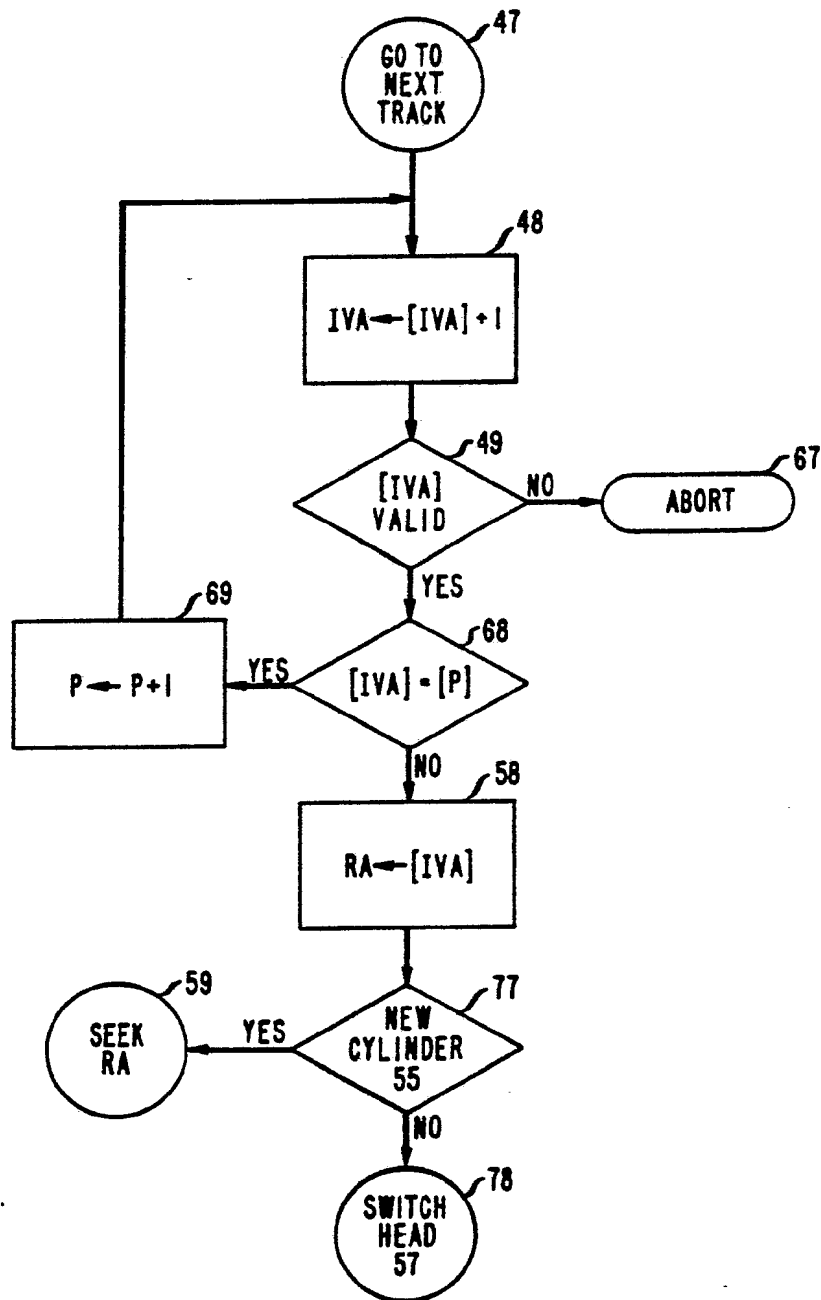 47
GO TO
NEXT
TRACK
48
IVA←[IVA]+1
49
[IVA]
VALID
NO
67
ABORT
YES
69
P← P+1
YES
68
[IVA]=[P]
NO
58
RA←[IVA]
59
SEEK
RA
YES
77
NEW
CYLINDER
55
NO
78
SWITCH
HEAD
57